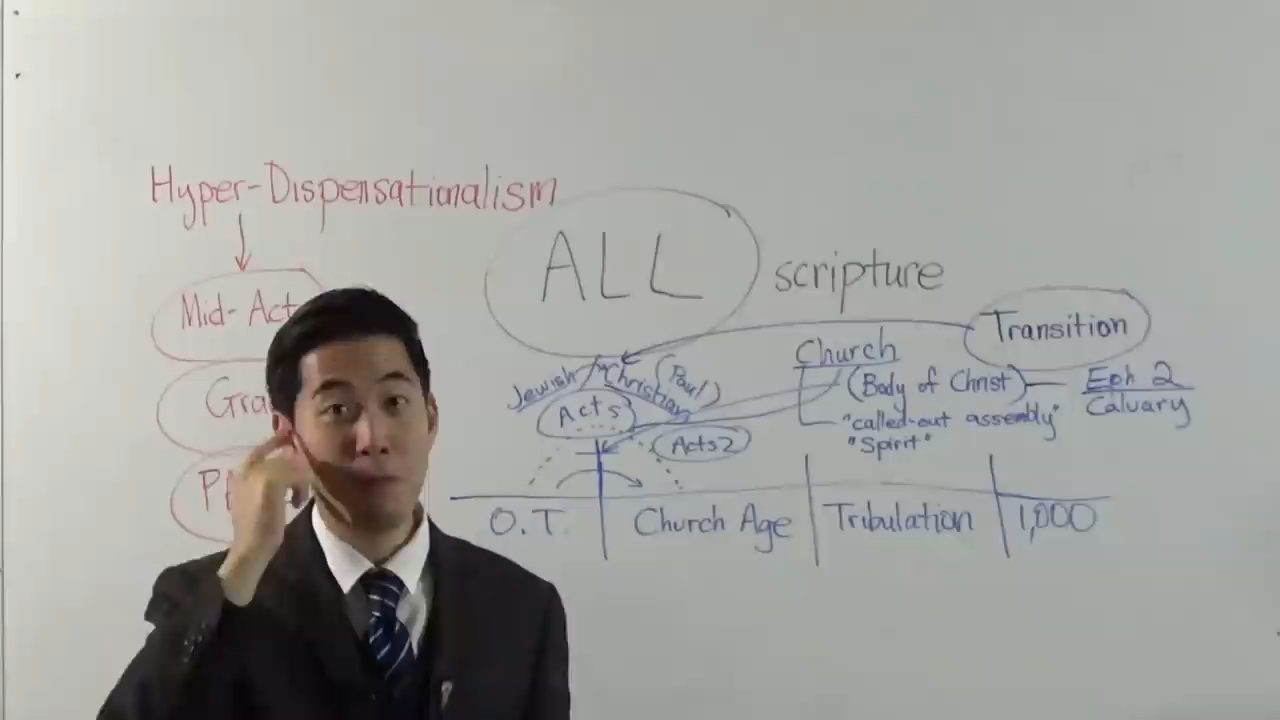 Hyper-Dispensationalism
ALL
scripture
Mid-Act
Transition
Church
Jewish
Christian
(Paul)
(Body of Christ)
Eph 2
Calvary
Acts
"called-out assembly"
"Spirit"
Acts 2
O.T.
Church Age
Tribulation
1,000